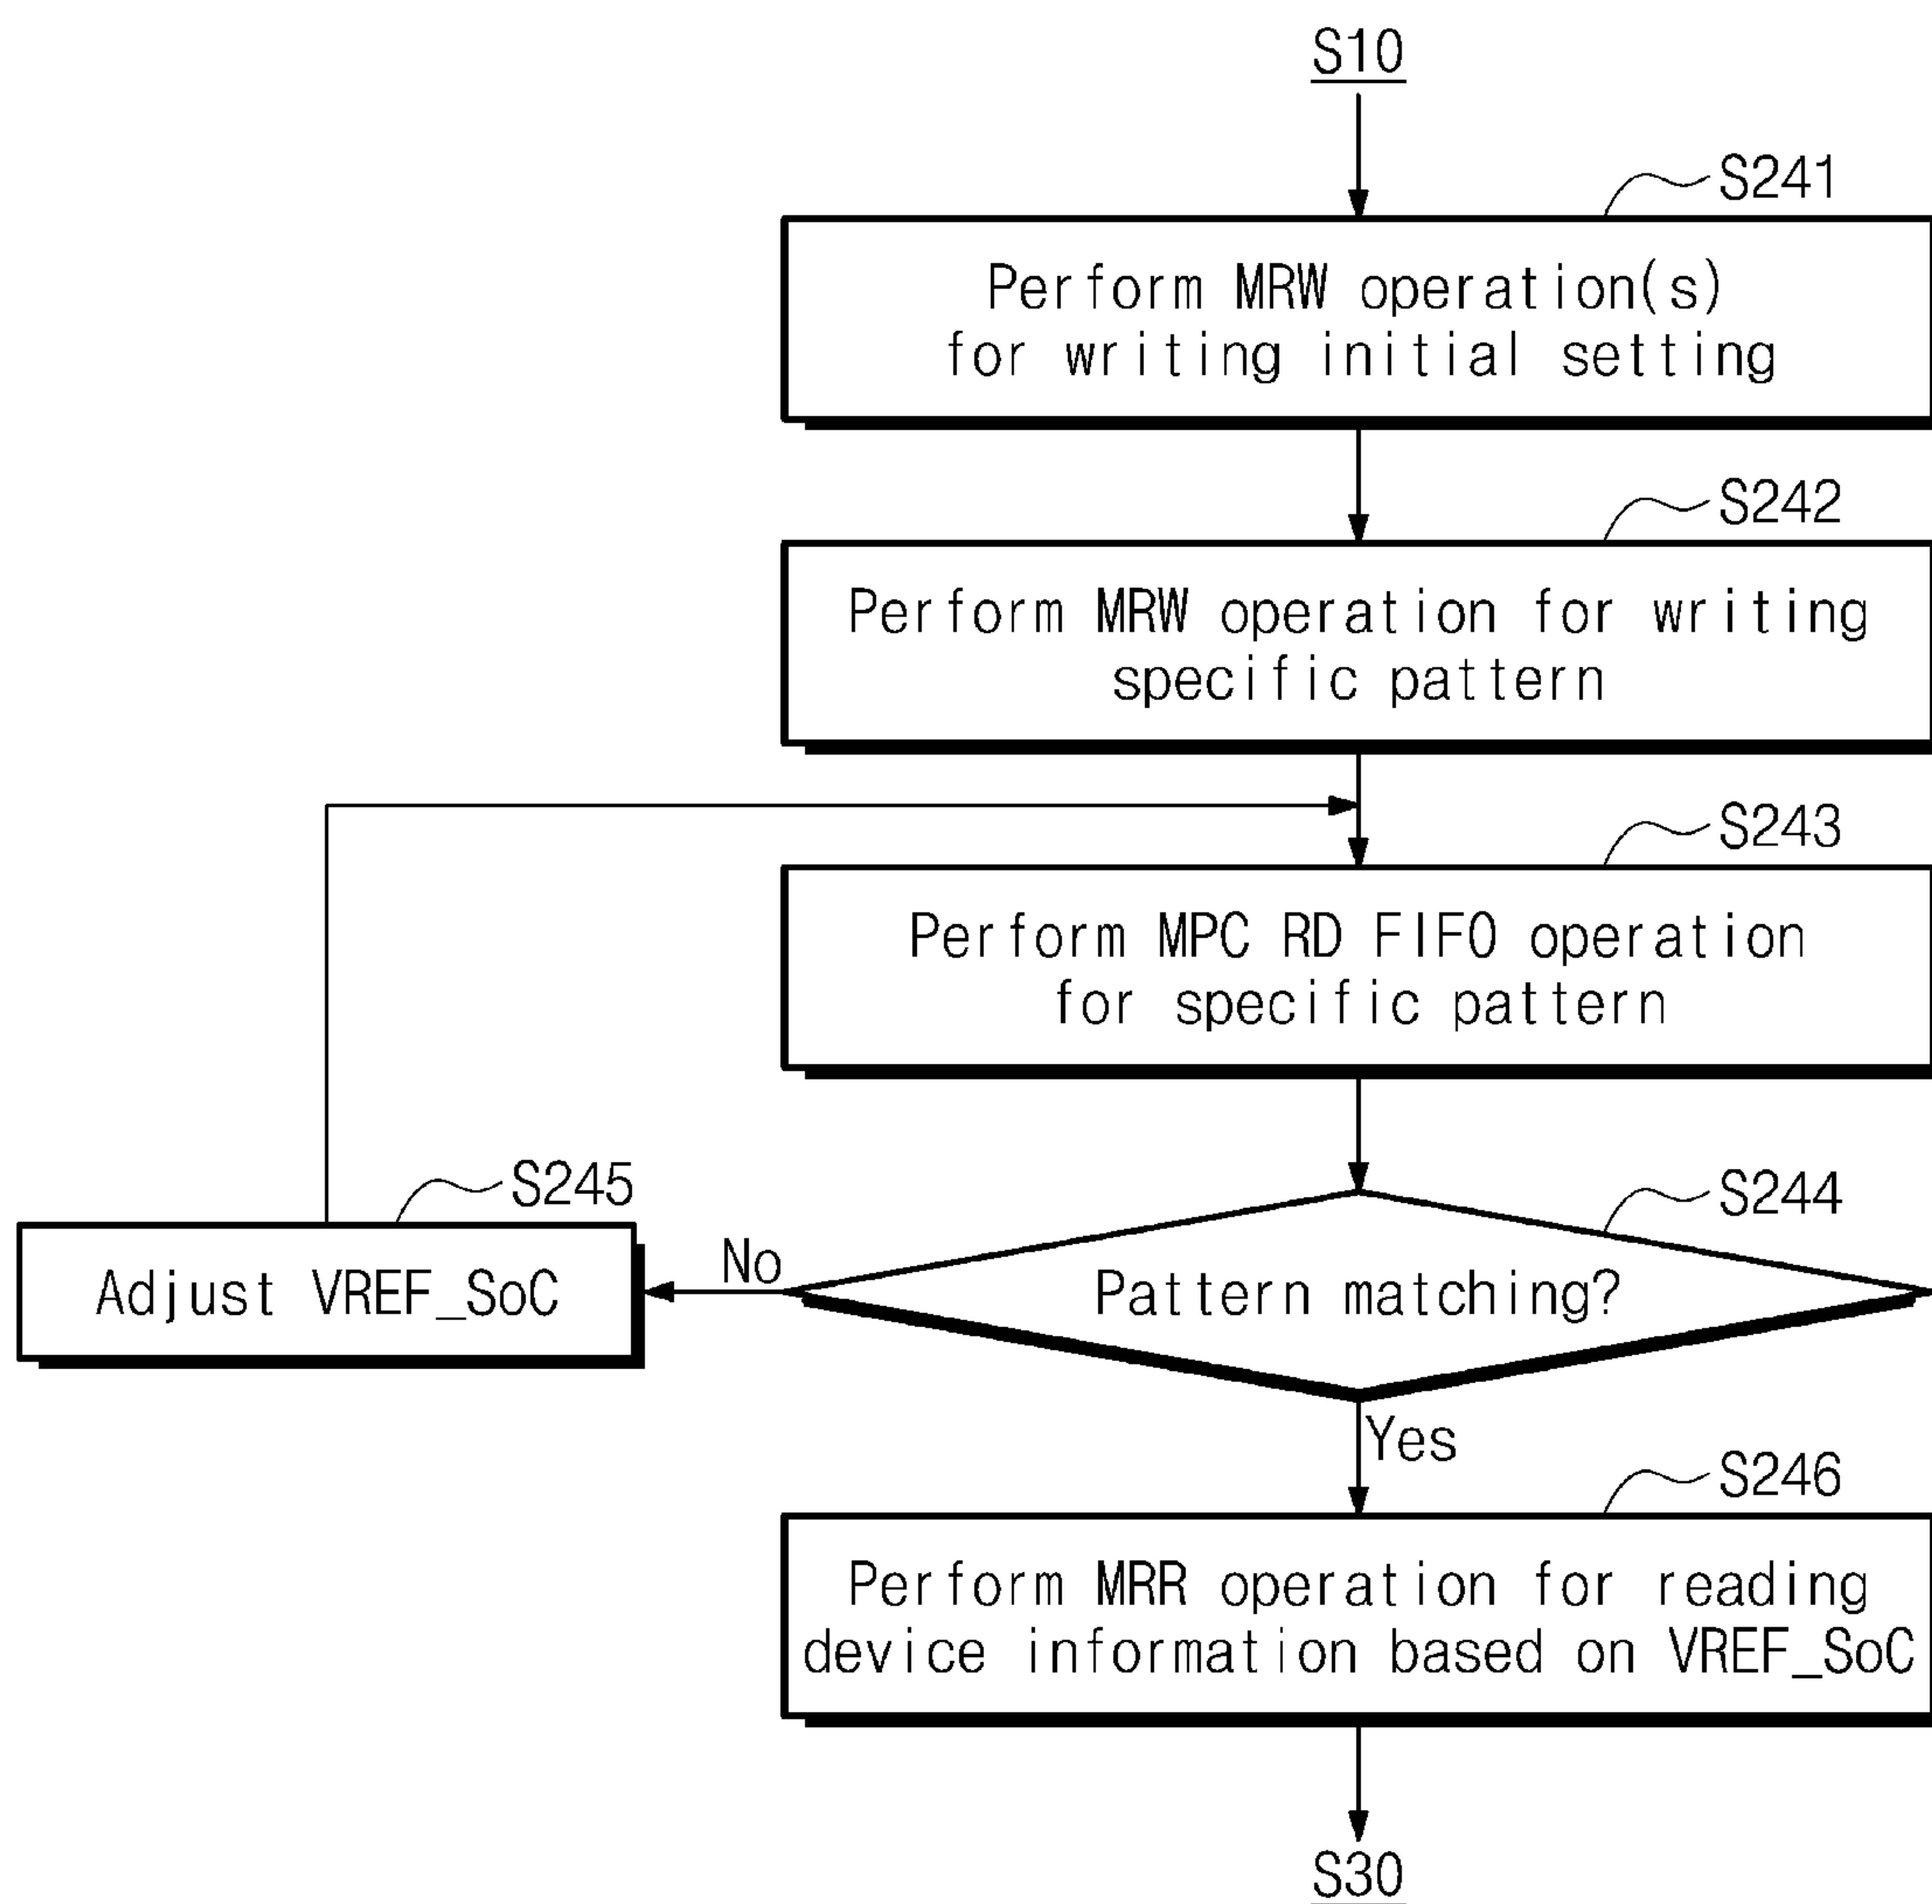 S10
S241
Perform MRW operation(s)
for writing initial setting
S242
Perform MRW operation for writing
specific pattern
S243
Perform MPC RD FIFO operation
for specific pattern
S244
Pattern matching?
No
S245
Adjust VREF_SoC
Yes
S246
Perform MRR operation for reading
device information based on VREF_SoC
S30